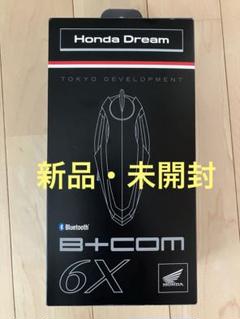 Honda Dream
TOKYO DEVELOPMENT
新品・未開封
Bluetooth
B+COM
6X
HONDA